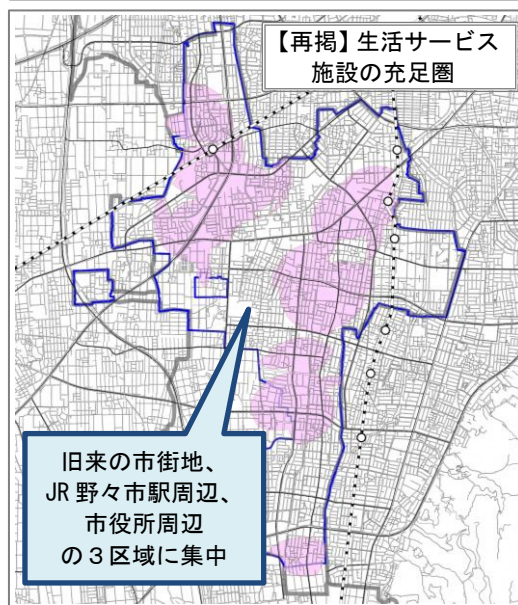 【再掲】生活サービス
施設の充足圏
旧来の市街地、
JR 野々市駅周辺、
市役所周辺
の３区域に集中